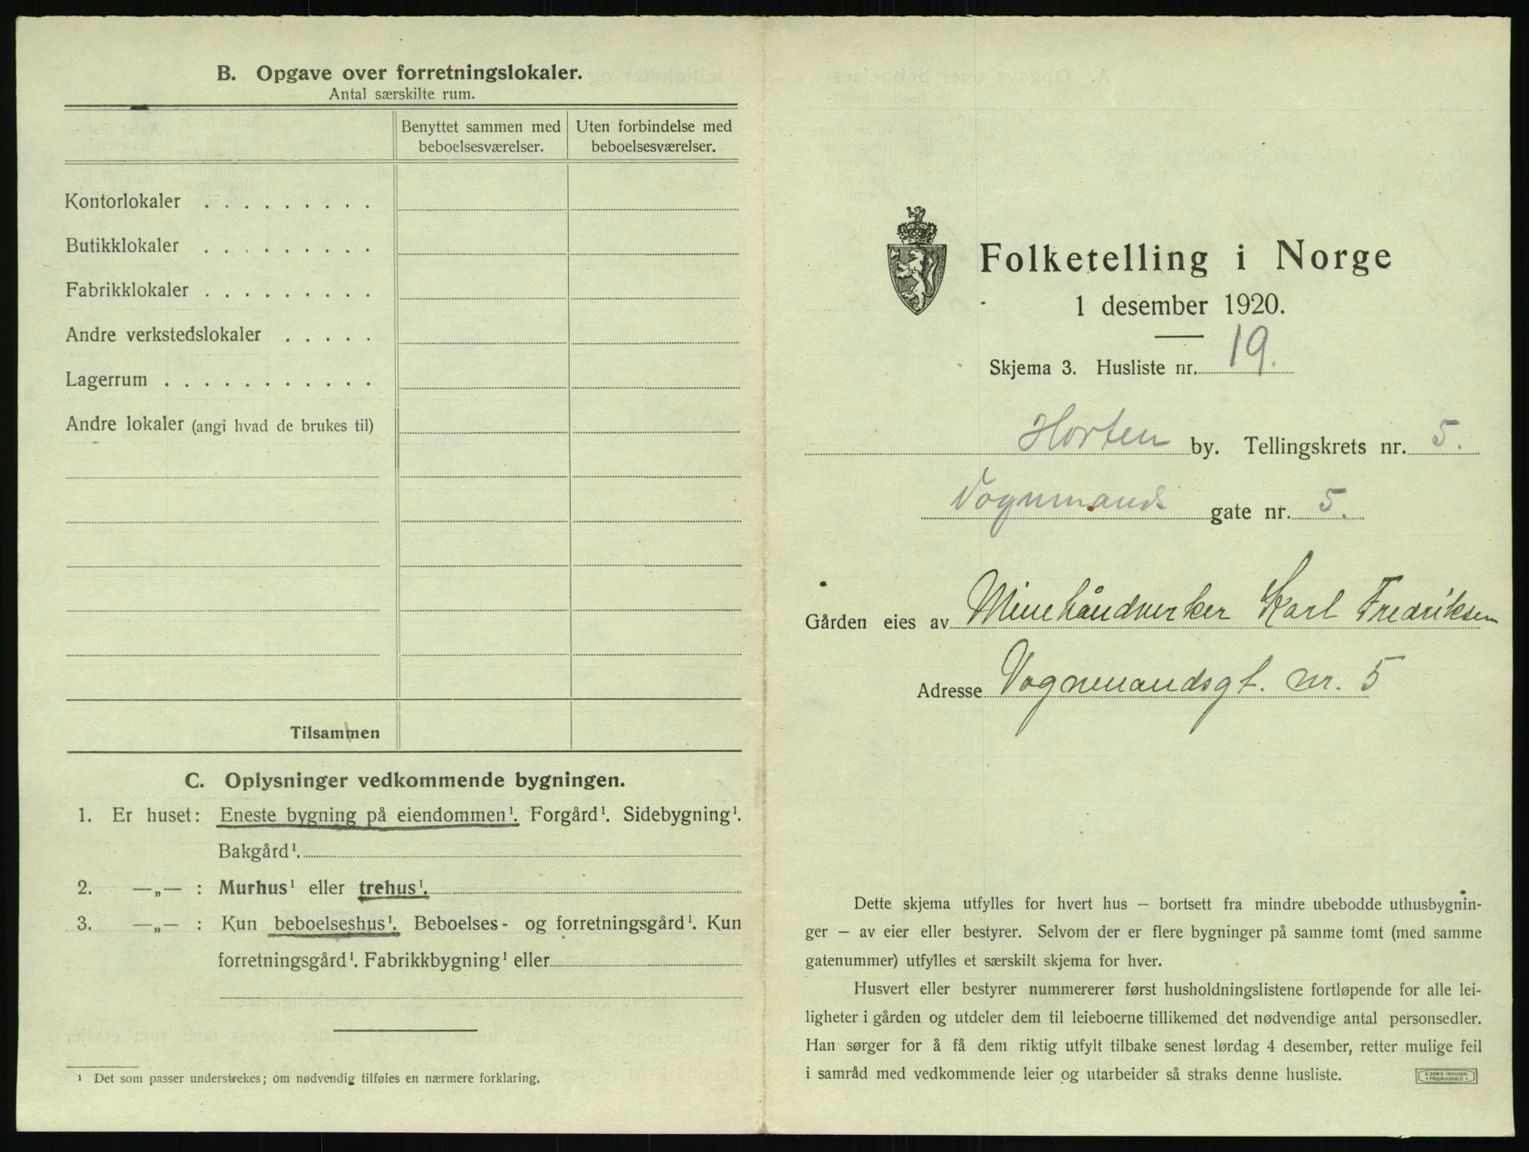 B. Opgave over forretningslokaler.
Antal særskilte rum.
Benyttet sammen med beboelsesværelser.
Uten forbindelse med beboelsesværelser.
Kontorlokaler . . . . . . . . .
Butikklokaler . . . . . . . . .
Fabrikklokaler . . . . . . . . .
Andre verkstedslokaler . . . . .
Lagerrum . . . . . . . . . . .
Andre lokaler (angi hvad de brukes til)
Tilsammen
C. Oplysninger vedkommende bygningen.
1. Er huset: Eneste bygning på eiendommen¹. Forgård¹. Sidebygning¹.
Bakgård¹.
2. —„— : Murhus¹ eller trehus¹.
3. —„— : Kun beboelseshus¹. Beboelses- og forretningsgård¹. Kun
forretningsgård¹. Fabrikkbygning¹ eller
¹ Det som passer understrekes; om nødvendig tilføies en nærmere forklaring.
Folketelling i Norge
1 desember 1920.
Skjema 3. Husliste nr. 19.
Horten by. Tellingskrets nr. 5.
Vognmands gate nr. 5.
Gården eies av Minehåndverker Karl Fredriksen
Adresse Vognmandsgt. nr. 5
Dette skjema utfylles for hvert hus — bortsett fra mindre ubebodde uthusbygnin-
ger — av eier eller bestyrer. Selvom der er flere bygninger på samme tomt (med samme
gatenummer) utfylles et særskilt skjema for hver.
Husvert eller bestyrer nummererer først husholdningslistene fortløpende for alle lei-
ligheter i gården og utdeler dem til leieboerne tillikemed det nødvendige antal personsedler.
Han sørger for å få dem riktig utfylt tilbake senest lørdag 4 desember, retter mulige feil
i samråd med vedkommende leier og utarbeider så straks denne husliste.